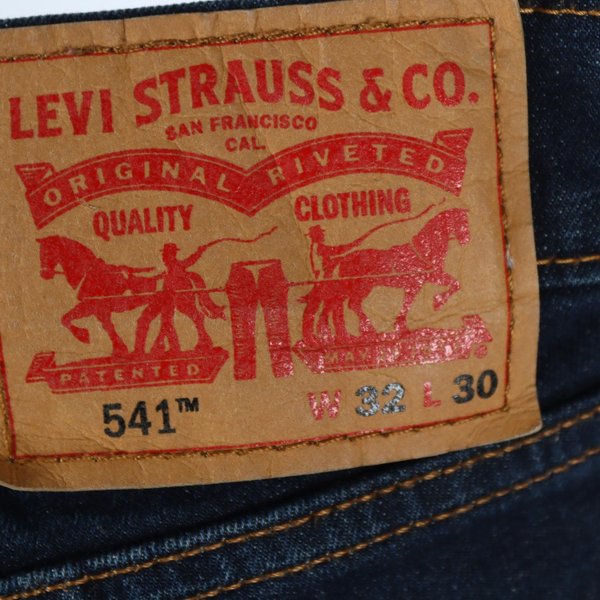 LEVI STRAUSS & CO.
SAN FRANCISCO
CAL.
ORIGINAL RIVETED
QUALITY CLOTHING
PATENTED
541™ W 32 L 30